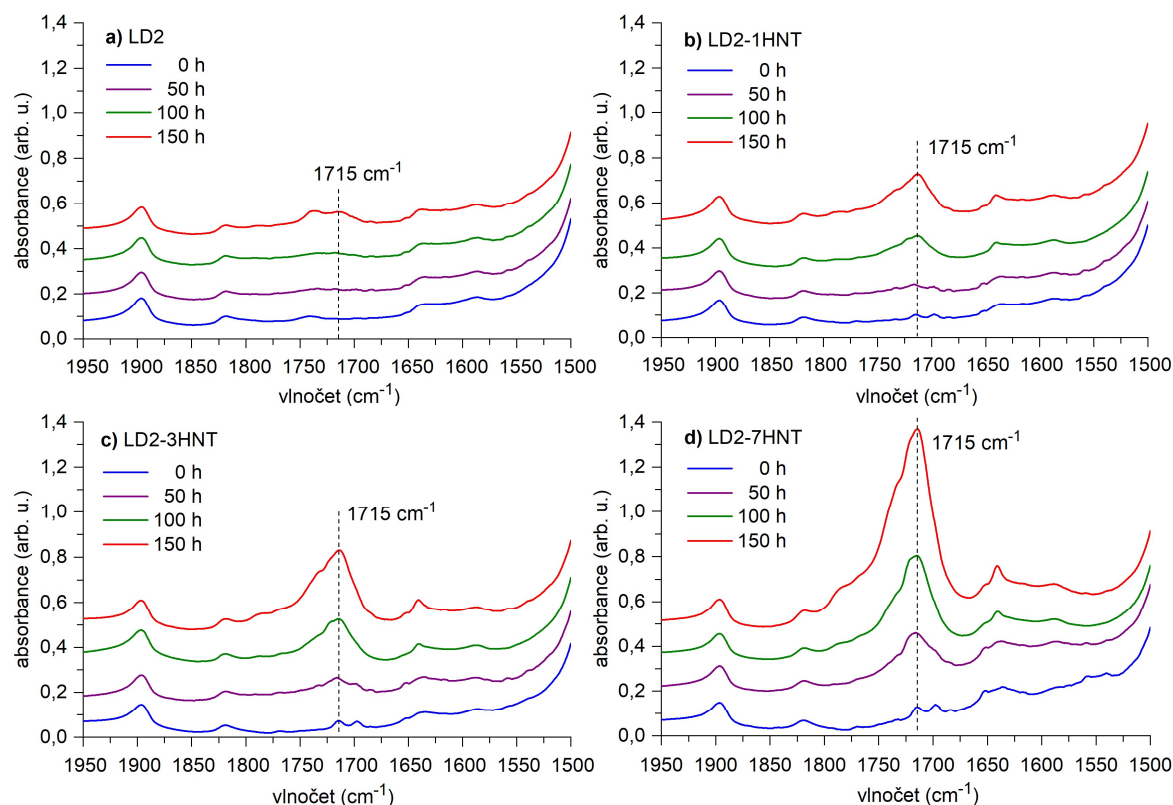 a) LD2
0 h
50 h
100 h
150 h
1715 cm⁻¹
absorbance (arb. u.)
1,4
1,2
1,0
0,8
0,6
0,4
0,2
0,0
1950 1900 1850 1800 1750 1700 1650 1600 1550 1500
vlnočet (cm⁻¹)
b) LD2-1HNT
0 h
50 h
100 h
150 h
1715 cm⁻¹
absorbance (arb. u.)
1,4
1,2
1,0
0,8
0,6
0,4
0,2
0,0
1950 1900 1850 1800 1750 1700 1650 1600 1550 1500
vlnočet (cm⁻¹)
c) LD2-3HNT
0 h
50 h
100 h
150 h
1715 cm⁻¹
absorbance (arb. u.)
1,4
1,2
1,0
0,8
0,6
0,4
0,2
0,0
1950 1900 1850 1800 1750 1700 1650 1600 1550 1500
vlnočet (cm⁻¹)
d) LD2-7HNT
0 h
50 h
100 h
150 h
1715 cm⁻¹
absorbance (arb. u.)
1,4
1,2
1,0
0,8
0,6
0,4
0,2
0,0
1950 1900 1850 1800 1750 1700 1650 1600 1550 1500
vlnočet (cm⁻¹)